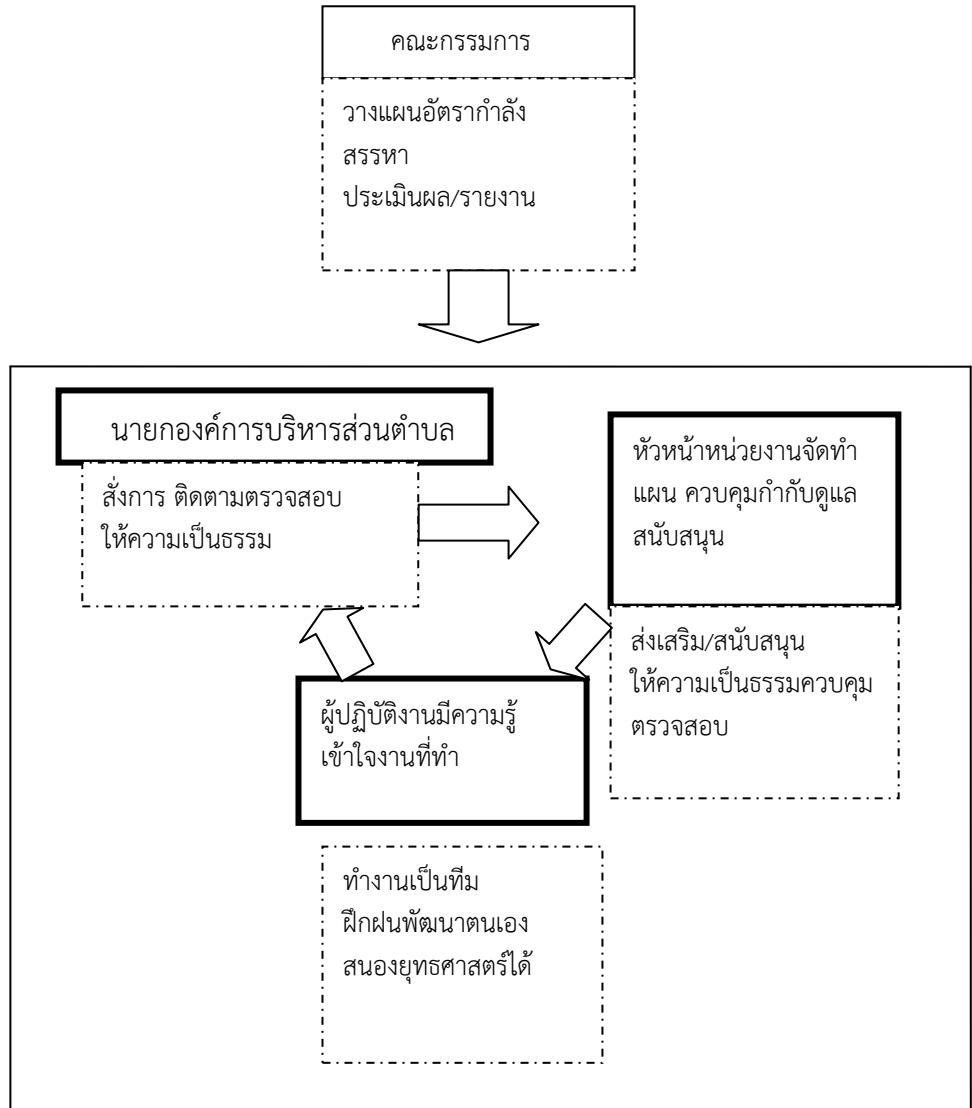 คณะกรรมการ
วางแผนอัตรากำลัง
สรรหา
ประเมินผล/รายงาน
นายกองค์การบริหารส่วนตำบล
สั่งการ ติดตามตรวจสอบ
ให้ความเป็นธรรม
หัวหน้าหน่วยงานจัดทำ
แผน ควบคุมกำกับดูแล
สนับสนุน
ส่งเสริม/สนับสนุน
ให้ความเป็นธรรมควบคุม
ตรวจสอบ
ผู้ปฏิบัติงานมีความรู้
เข้าใจงานที่ทำ
ทำงานเป็นทีม
ฝึกฝนพัฒนาตนเอง
สนองยุทธศาสตร์ได้